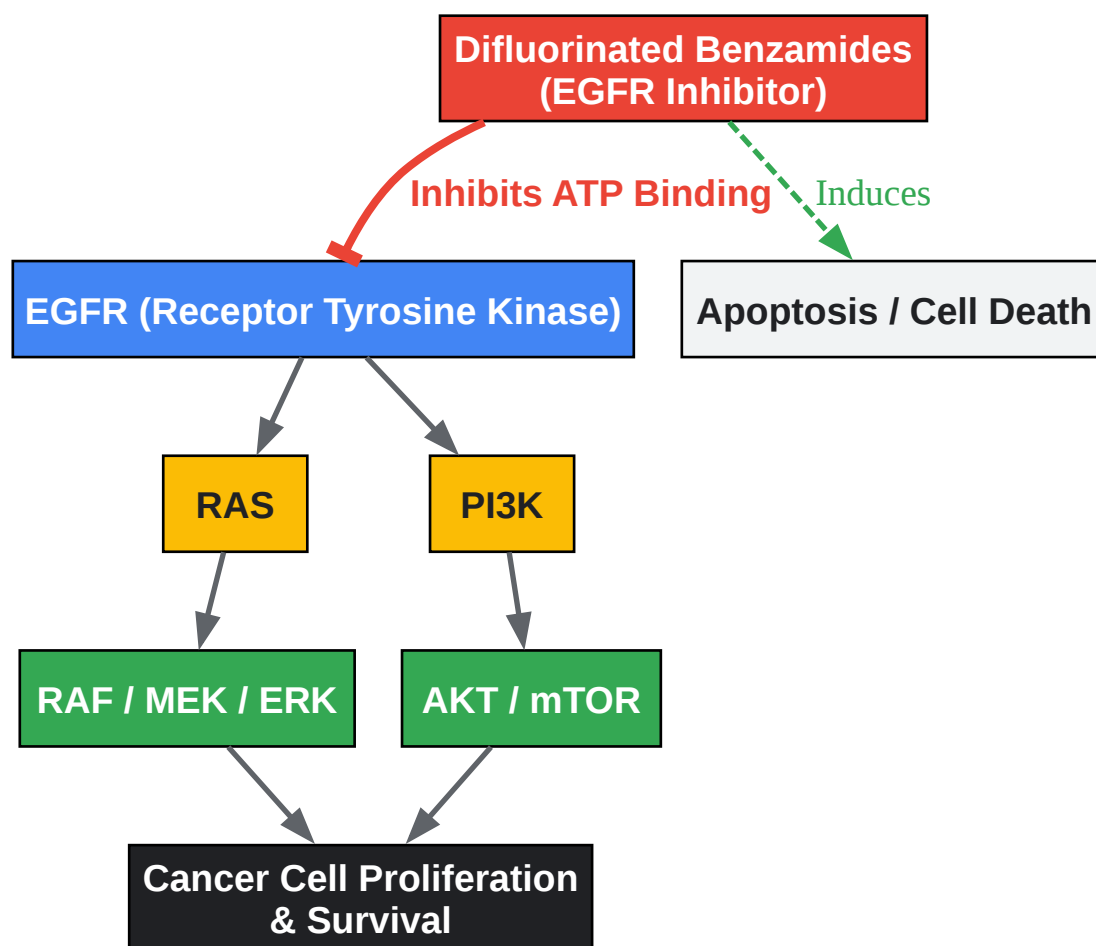 Difluorinated Benzamides
(EGFR Inhibitor)
Inhibits ATP Binding
Induces
EGFR (Receptor Tyrosine Kinase)
Apoptosis / Cell Death
RAS
PI3K
RAF / MEK / ERK
AKT / mTOR
Cancer Cell Proliferation
& Survival